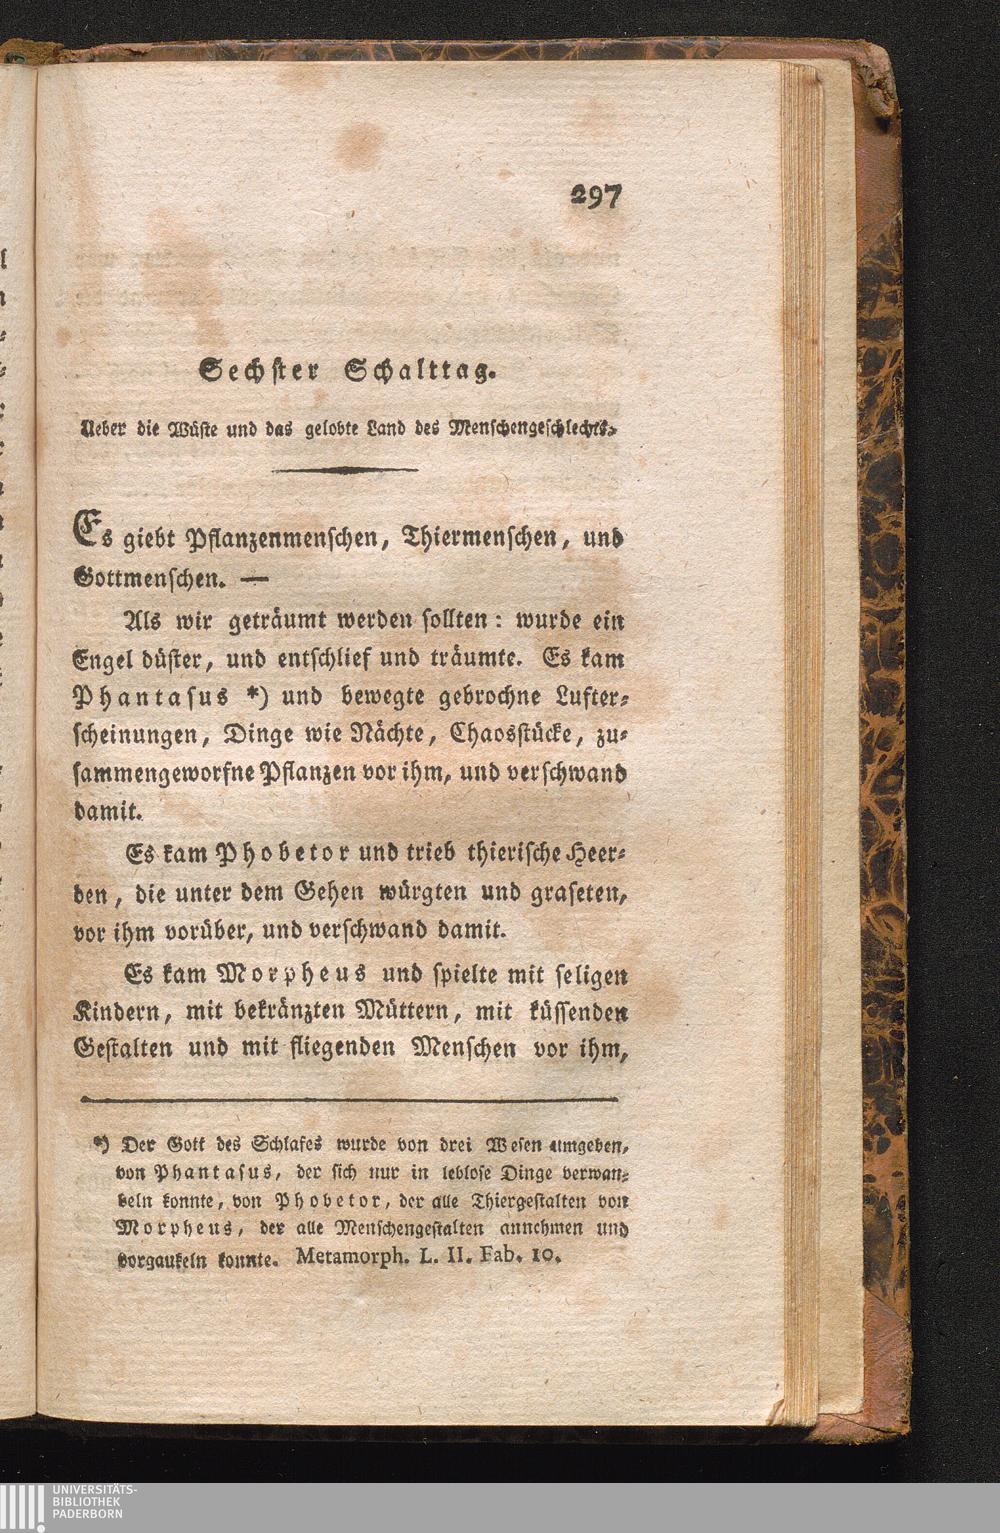 297
Sechster Schalttag.
Ueber die Wüste und das gelobte Land des Menschengeschlechts.
Es giebt Pflanzenmenschen, Thiermenschen, und
Gottmenschen. —
Als wir geträumt werden sollten: wurde ein
Engel düster, und entschlief und träumte. Es kam
Phantasus *) und bewegte gebrochne Lufter-
scheinungen, Dinge wie Nächte, Chaosstücke, zu-
sammengeworfne Pflanzen vor ihm, und verschwand
damit.
Es kam Phobetor und trieb thierische Heer-
den, die unter dem Gehen würgten und graseten,
vor ihm vorüber, und verschwand damit.
Es kam Morpheus und spielte mit seligen
Kindern, mit bekränzten Müttern, mit küssenden
Gestalten und mit fliegenden Menschen vor ihm,
*) Der Gott des Schlafes wurde von drei Wesen umgeben,
von Phantasus, der sich nur in leblose Dinge verwan-
deln konnte, von Phobetor, der alle Thiergestalten von
Morpheus, der alle Menschengestalten annehmen und
vorgaukeln konnte. Metamorph. L. II. Fab. 10.
UNIVERSITÄTS-
BIBLIOTHEK
PADERBORN